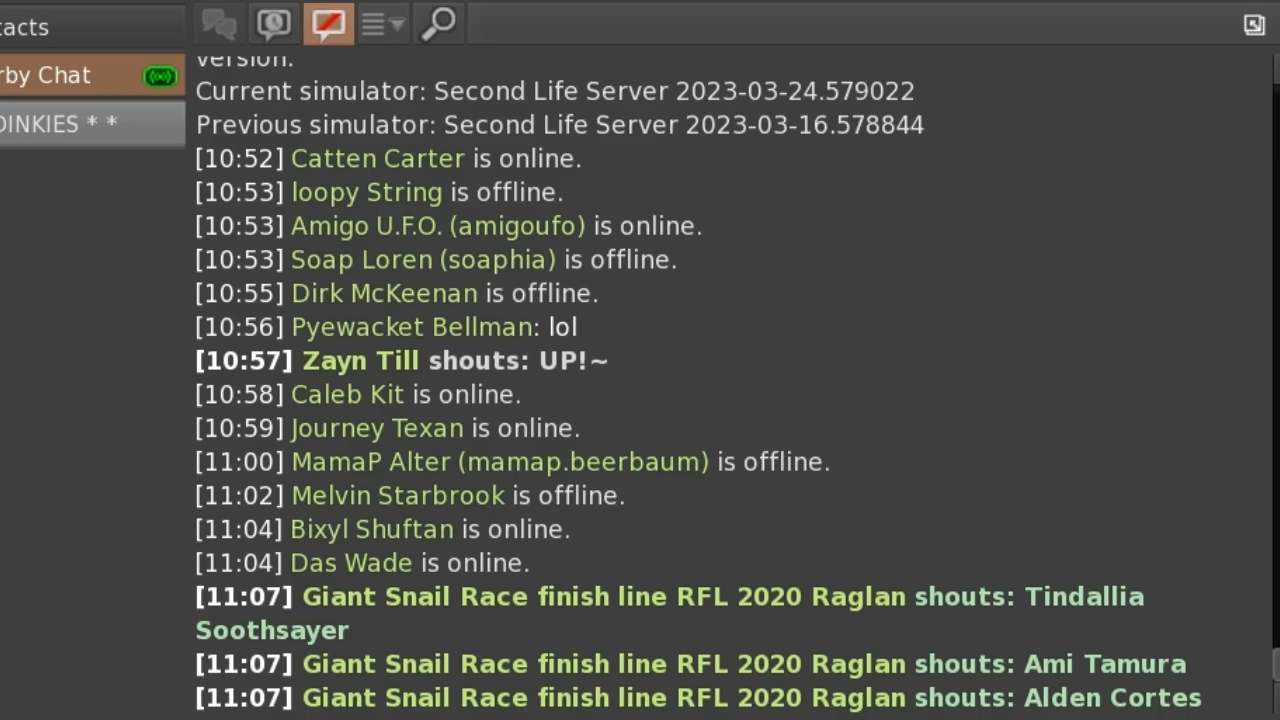 tacts
rby Chat
DINKIES * *
version.
Current simulator: Second Life Server 2023-03-24.579022
Previous simulator: Second Life Server 2023-03-16.578844
[10:52] Catten Carter is online.
[10:53] loopy String is offline.
[10:53] Amigo U.F.O. (amigoufo) is online.
[10:53] Soap Loren (soaphia) is offline.
[10:55] Dirk McKeenan is offline.
[10:56] Pyewacket Bellman: lol
[10:57] Zayn Till shouts: UP!~
[10:58] Caleb Kit is online.
[10:59] Journey Texan is online.
[11:00] MamaP Alter (mamap.beerbaum) is offline.
[11:02] Melvin Starbrook is offline.
[11:04] Bixyl Shuftan is online.
[11:04] Das Wade is online.
[11:07] Giant Snail Race finish line RFL 2020 Raglan shouts: Tindallia
Soothsayer
[11:07] Giant Snail Race finish line RFL 2020 Raglan shouts: Ami Tamura
[11:07] Giant Snail Race finish line RFL 2020 Raglan shouts: Alden Cortes